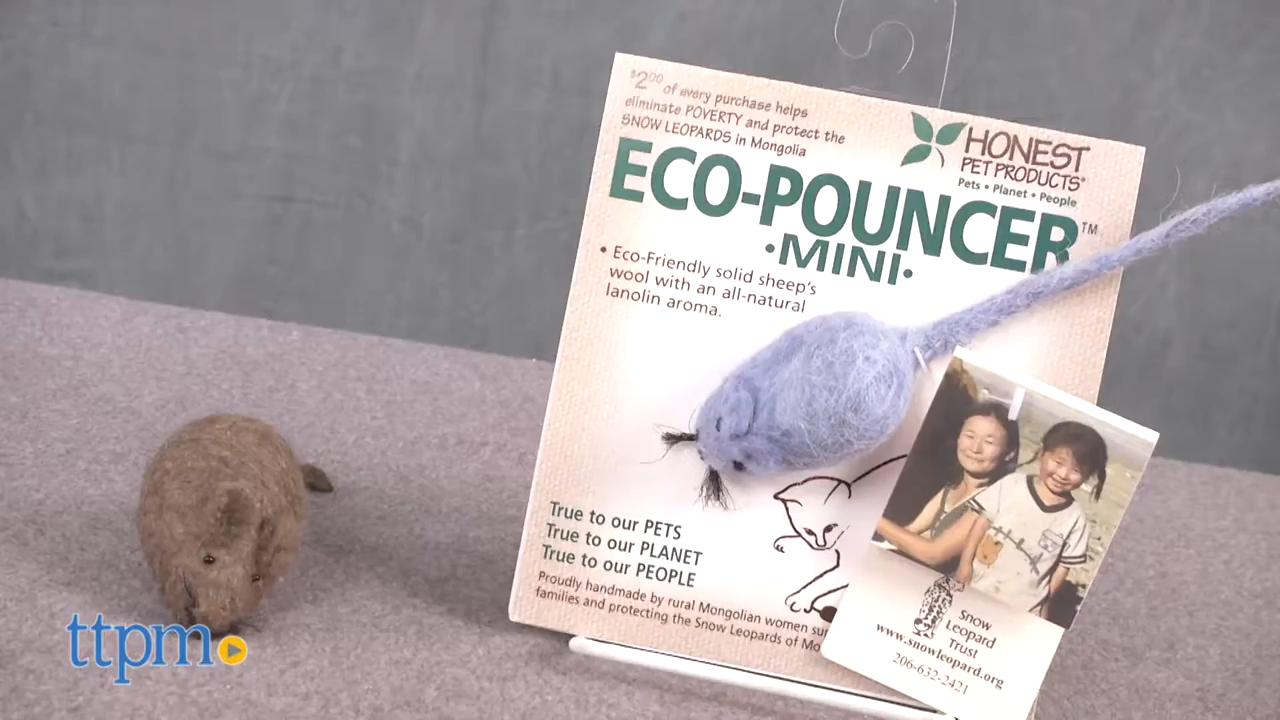 $2.00 of every purchase helps
eliminate POVERTY and protect the
SNOW LEOPARDS in Mongolia
HONEST
PET PRODUCTS®
Pets • Planet • People
ECO-POUNCER™
•MINI•
• Eco-Friendly solid sheep's
wool with an all-natural
lanolin aroma.
True to our PETS
True to our PLANET
True to our PEOPLE
Proudly handmade by rural Mongolian women
families and protecting the Snow Leopards of
Snow
Leopard
Trust
www.snowleopard.org
206-632-2421
ttpm